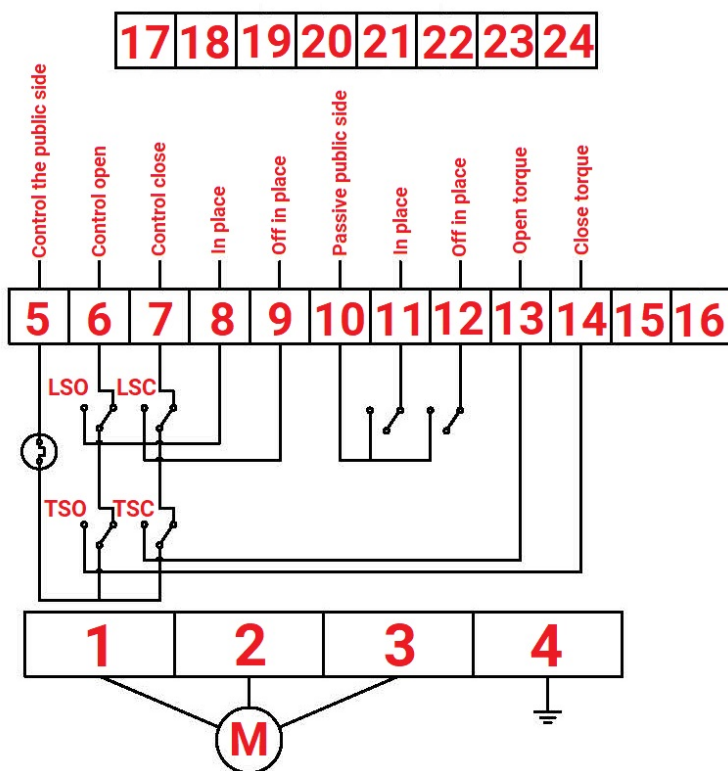 17 18 19 20 21 22 23 24
Control the public side
Control open
Control close
In place
Off in place
Passive public side
In place
Off in place
Open torque
Close torque
5 6 7 8 9 10 11 12 13 14 15 16
LSO LSC
TSO TSC
1 2 3 4
M